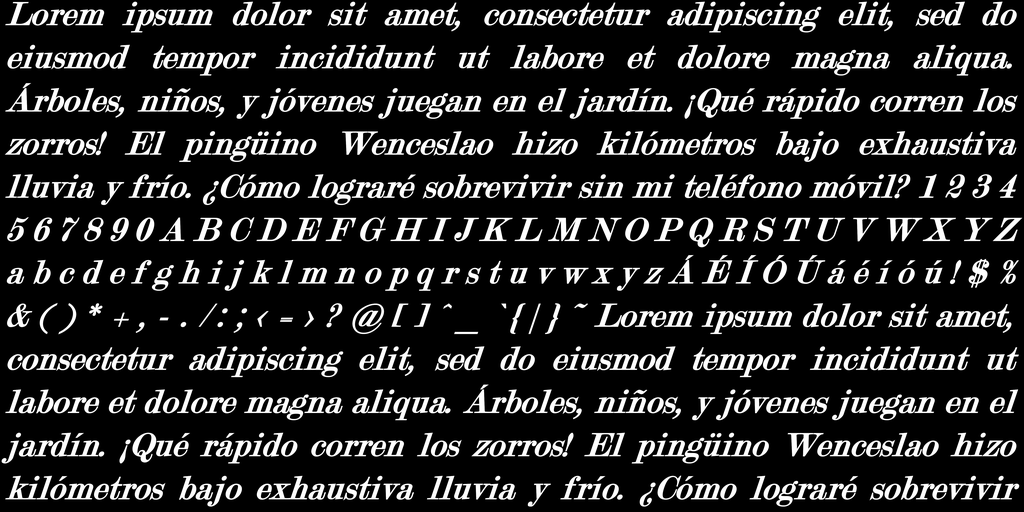 Lorem ipsum dolor sit amet, consectetur adipiscing elit, sed do
eiusmod tempor incididunt ut labore et dolore magna aliqua.
Árboles, niños, y jóvenes juegan en el jardín. ¡Qué rápido corren los
zorros! El pingüino Wenceslao hizo kilómetros bajo exhaustiva
lluvia y frío. ¿Cómo lograré sobrevivir sin mi teléfono móvil? 1 2 3 4
5 6 7 8 9 0 A B C D E F G H I J K L M N O P Q R S T U V W X Y Z
a b c d e f g h i j k l m n o p q r s t u v w x y z Á É Í Ó Ú á é í ó ú ! $ %
& ( ) * + , - . / : ; < = > ? @ [ ] ^ _ ` { | } ~ Lorem ipsum dolor sit amet,
consectetur adipiscing elit, sed do eiusmod tempor incididunt ut
labore et dolore magna aliqua. Árboles, niños, y jóvenes juegan en el
jardín. ¡Qué rápido corren los zorros! El pingüino Wenceslao hizo
kilómetros bajo exhaustiva lluvia y frío. ¿Cómo lograré sobrevivir